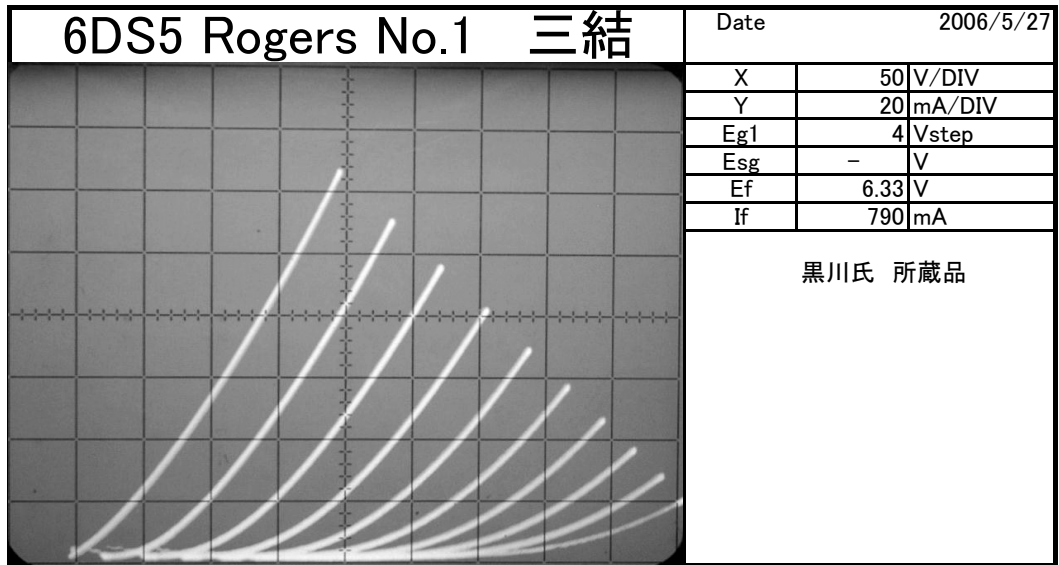 6DS5 Rogers No.1 三結
Date 2006/5/27
X 50 V/DIV
Y 20 mA/DIV
Eg1 4 Vstep
Esg － V
Ef 6.33 V
If 790 mA
黒川氏 所蔵品